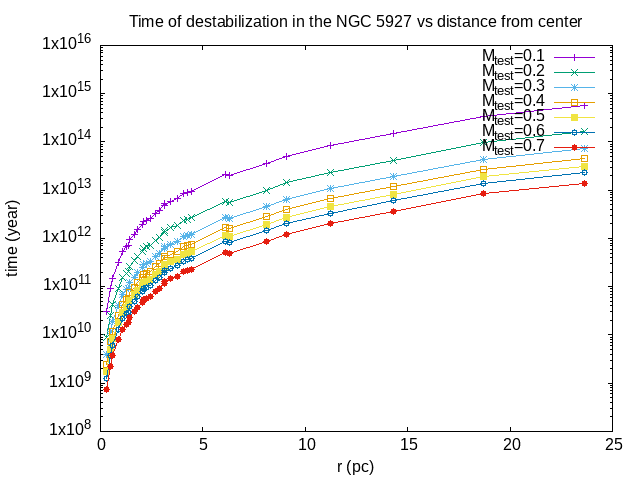 Time of destabilization in the NGC 5927 vs distance from center
1x10^16
1x10^15
1x10^14
1x10^13
1x10^12
1x10^11
1x10^10
1x10^9
1x10^8
time (year)
M_test=0.1
M_test=0.2
M_test=0.3
M_test=0.4
M_test=0.5
M_test=0.6
M_test=0.7
0 5 10 15 20 25
r (pc)